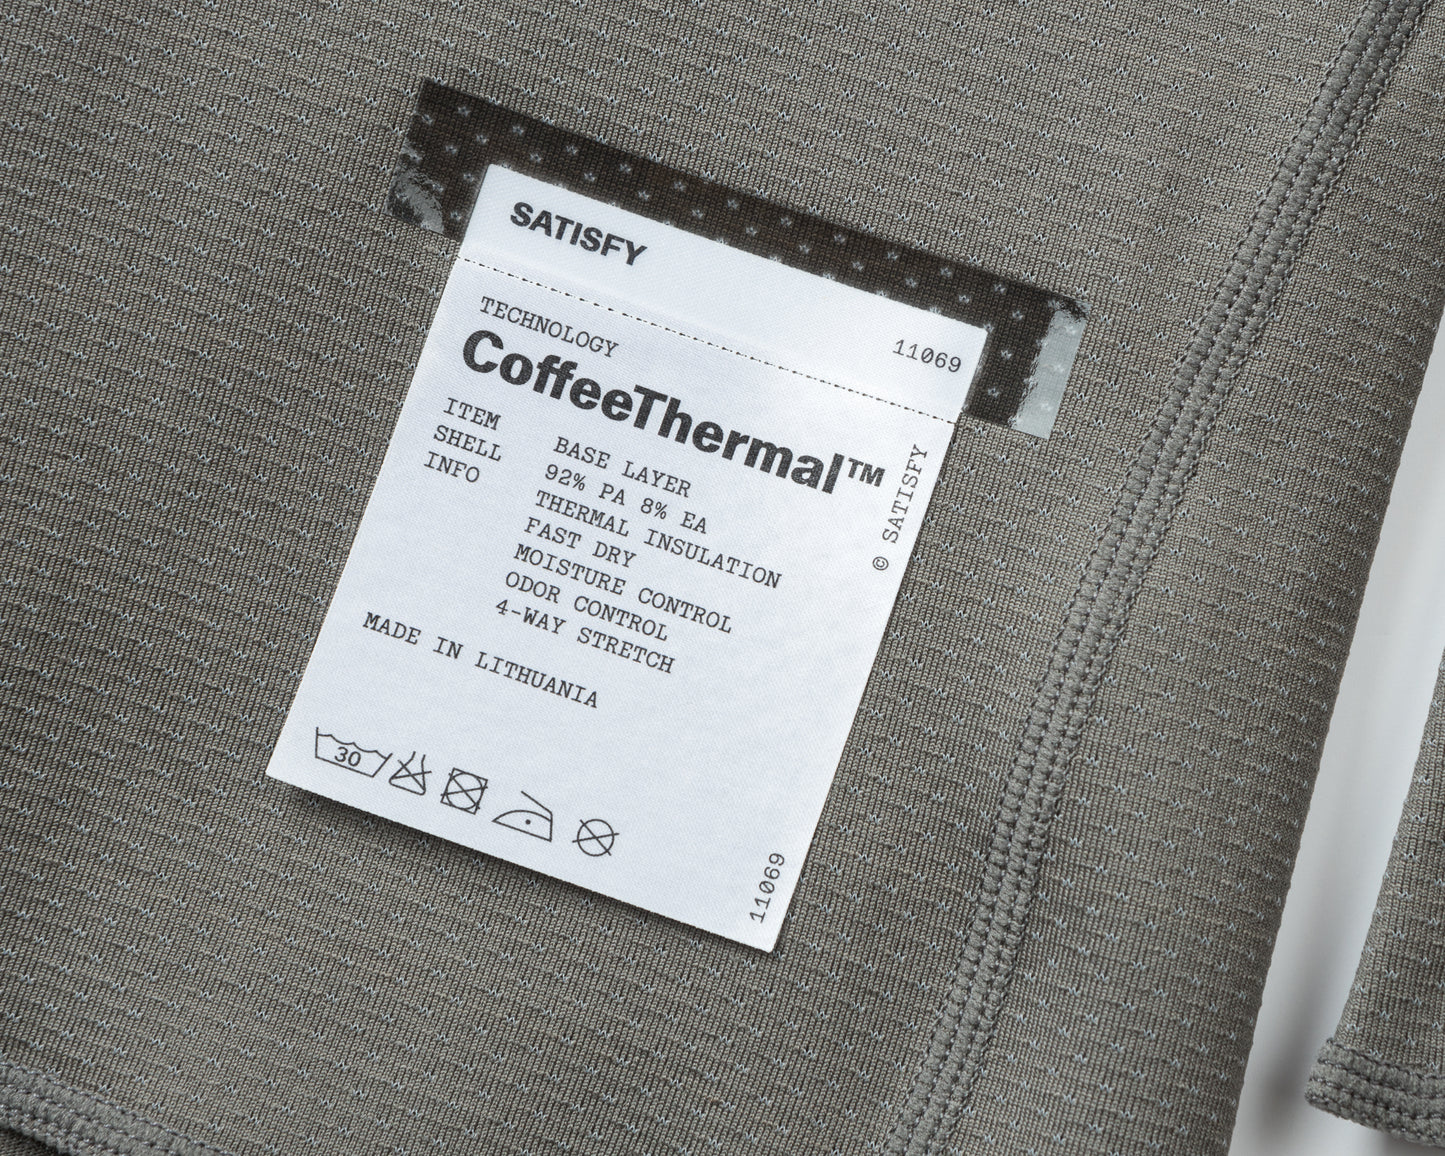 SATISFY
11069
TECHNOLOGY
CoffeeThermal™
ITEM BASE LAYER
SHELL 92% PA 8% EA
INFO THERMAL INSULATION
FAST DRY
MOISTURE CONTROL
ODOR CONTROL
4-WAY STRETCH
MADE IN LITHUANIA
30
© SATISFY
11069